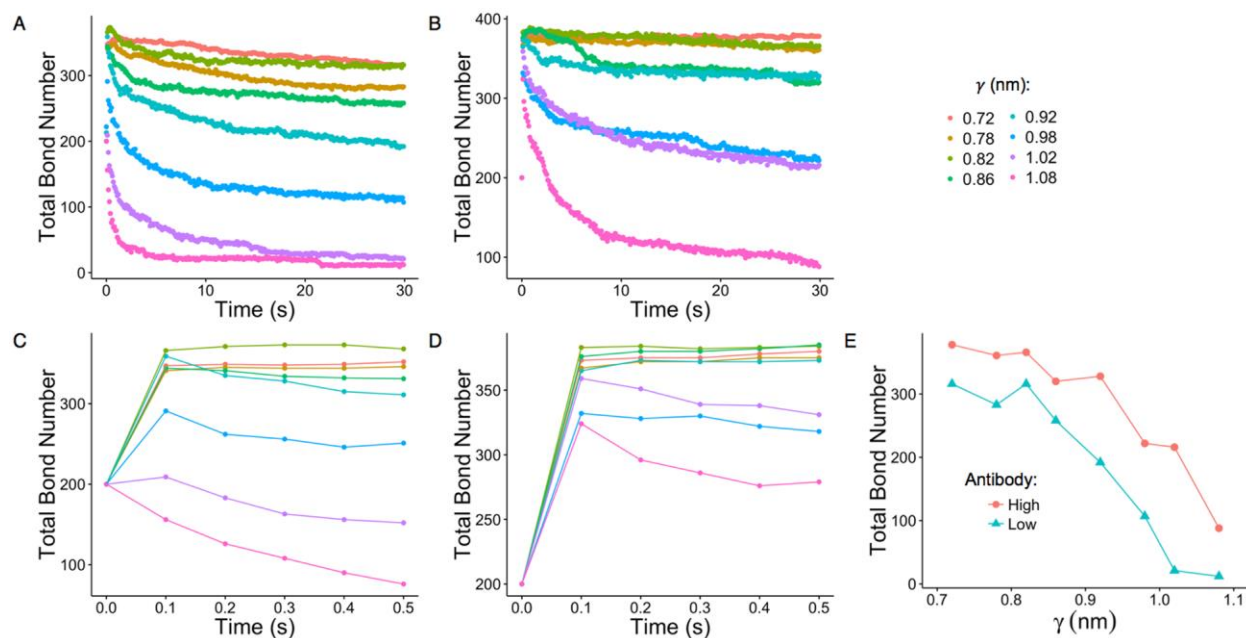 A
Total Bond Number
300
200
100
0
0
10
20
30
Time (s)
B
Total Bond Number
400
300
200
100
0
10
20
30
Time (s)
γ (nm):
0.72
0.92
0.78
0.98
0.82
1.02
0.86
1.08
C
Total Bond Number
300
200
100
0.0
0.1
0.2
0.3
0.4
0.5
Time (s)
D
Total Bond Number
350
300
250
200
0.0
0.1
0.2
0.3
0.4
0.5
Time (s)
E
Total Bond Number
300
200
100
0
Antibody:
High
Low
0.7
0.8
0.9
1.0
1.1
γ (nm)